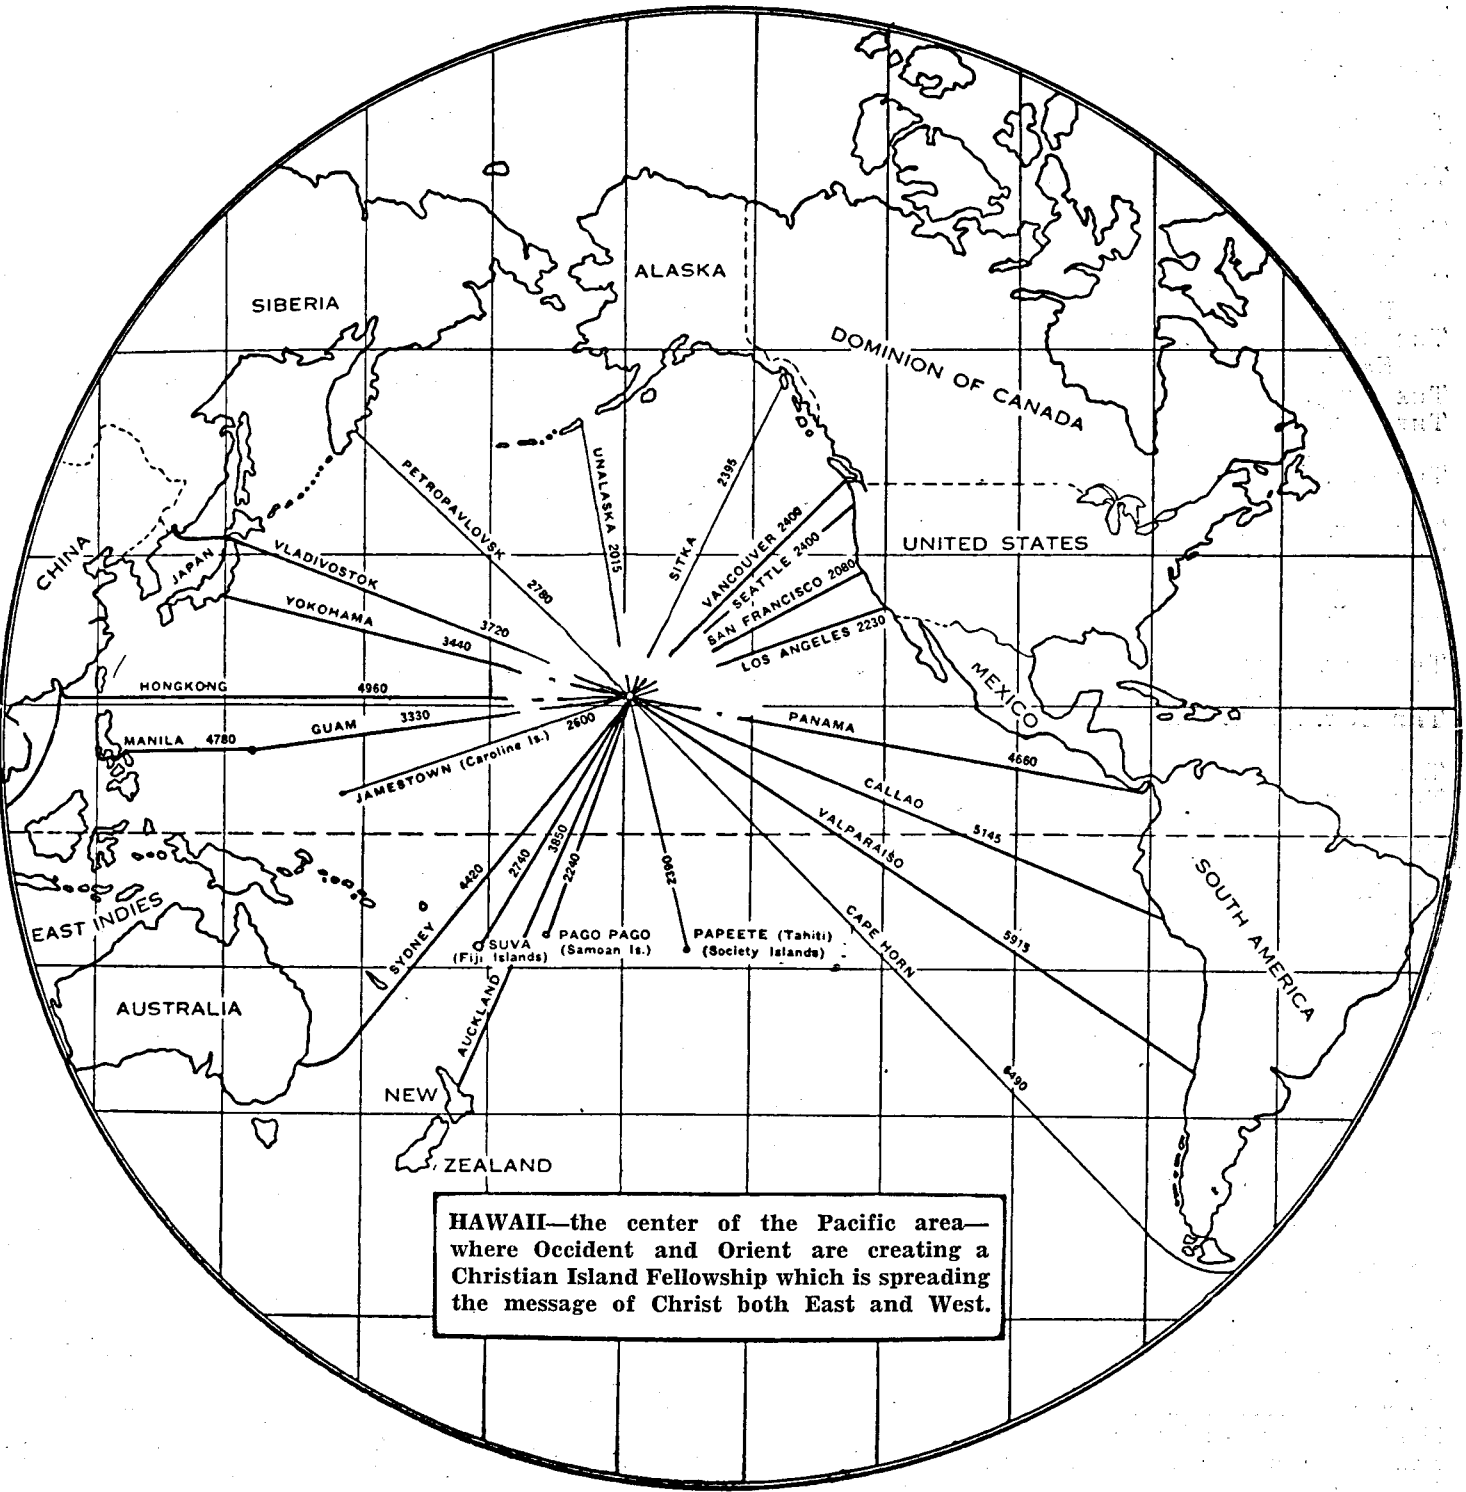 ALASKA
SIBERIA
DOMINION OF CANADA
UNALASKA 2015
PETROPAVLOVSK 2780
SITKA 2395
CHINA
JAPAN
VLADIVOSTOK 3720
YOKOHAMA 3440
VANCOUVER 2409
SEATTLE 2400
SAN FRANCISCO 2080
LOS ANGELES 2230
UNITED STATES
MEXICO
HONGKONG 4960
GUAM 3330
MANILA 4780
JAMESTOWN (Caroline Is.) 2600
PANAMA 4660
CALLAO 5145
VALPARAISO 5915
CAPE HORN 6490
SOUTH AMERICA
EAST INDIES
SYDNEY 4420
2740
3850
2240
2390
SUVA
(Fiji Islands)
PAGO PAGO
(Samoan Is.)
PAPEETE (Tahiti)
(Society Islands)
AUCKLAND
AUSTRALIA
NEW
ZEALAND
HAWAII—the center of the Pacific area—
where Occident and Orient are creating a
Christian Island Fellowship which is spreading
the message of Christ both East and West.